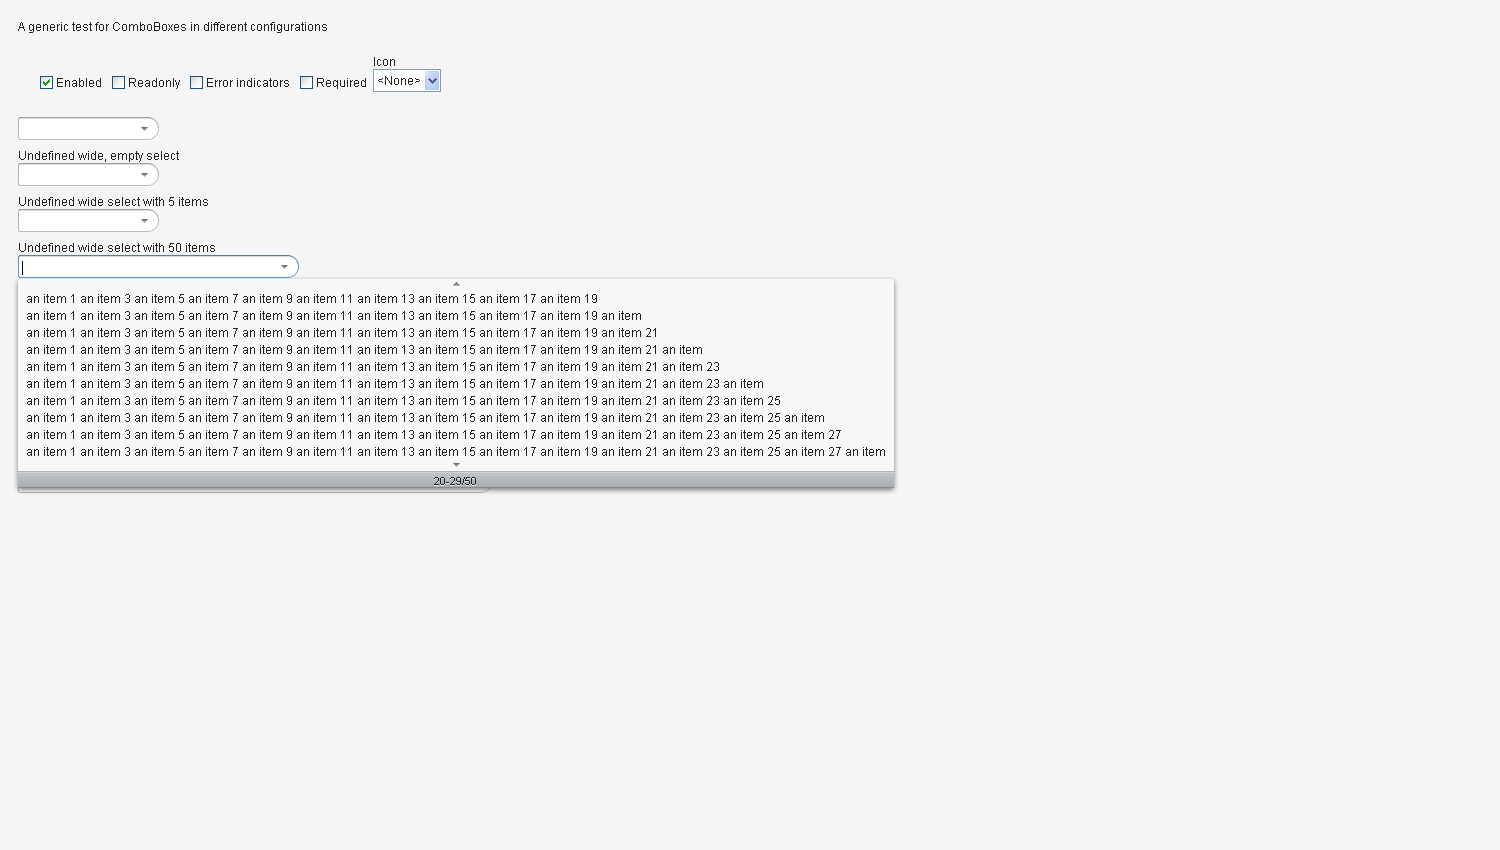 A generic test for ComboBoxes in different configurations
Icon
Enabled Readonly Error indicators Required <None>
Undefined wide, empty select
Undefined wide select with 5 items
Undefined wide select with 50 items
an item 1 an item 3 an item 5 an item 7 an item 9 an item 11 an item 13 an item 15 an item 17 an item 19
an item 1 an item 3 an item 5 an item 7 an item 9 an item 11 an item 13 an item 15 an item 17 an item 19 an item
an item 1 an item 3 an item 5 an item 7 an item 9 an item 11 an item 13 an item 15 an item 17 an item 19 an item 21
an item 1 an item 3 an item 5 an item 7 an item 9 an item 11 an item 13 an item 15 an item 17 an item 19 an item 21 an item
an item 1 an item 3 an item 5 an item 7 an item 9 an item 11 an item 13 an item 15 an item 17 an item 19 an item 21 an item 23
an item 1 an item 3 an item 5 an item 7 an item 9 an item 11 an item 13 an item 15 an item 17 an item 19 an item 21 an item 23 an item
an item 1 an item 3 an item 5 an item 7 an item 9 an item 11 an item 13 an item 15 an item 17 an item 19 an item 21 an item 23 an item 25
an item 1 an item 3 an item 5 an item 7 an item 9 an item 11 an item 13 an item 15 an item 17 an item 19 an item 21 an item 23 an item 25 an item
an item 1 an item 3 an item 5 an item 7 an item 9 an item 11 an item 13 an item 15 an item 17 an item 19 an item 21 an item 23 an item 25 an item 27
an item 1 an item 3 an item 5 an item 7 an item 9 an item 11 an item 13 an item 15 an item 17 an item 19 an item 21 an item 23 an item 25 an item 27 an item
20-29/50